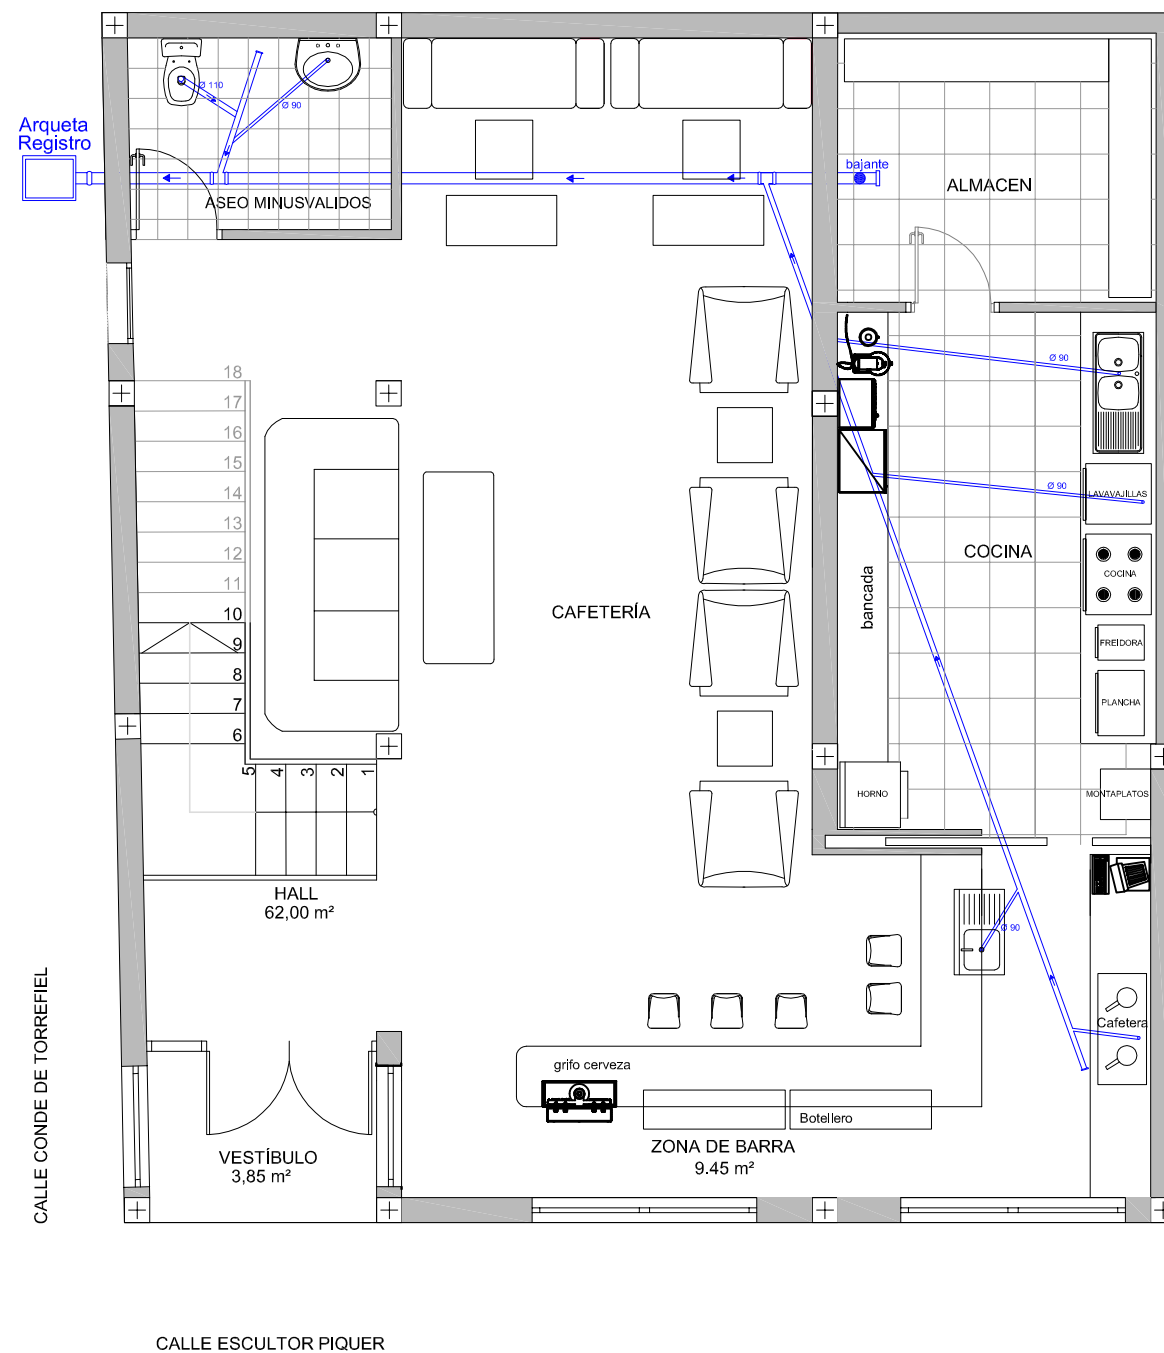 Ø 110
Ø 90
Arqueta
Registro
bajante
ALMACEN
ASEO MINUSVALIDOS
Ø 90
18
17
16
15
14
13
12
11
10
9
8
7
6
5
4
3
2
1
Ø 90
LAVAVAJILLAS
COCINA
COCINA
bancada
CAFETERÍA
FREIDORA
PLANCHA
HORNO
MONTAPLATOS
HALL
62,00 m²
Ø 90
Cafetera
grifo cerveza
Botellero
ZONA DE BARRA
9.45 m²
VESTÍBULO
3,85 m²
CALLE CONDE DE TORREFIEL
CALLE ESCULTOR PIQUER